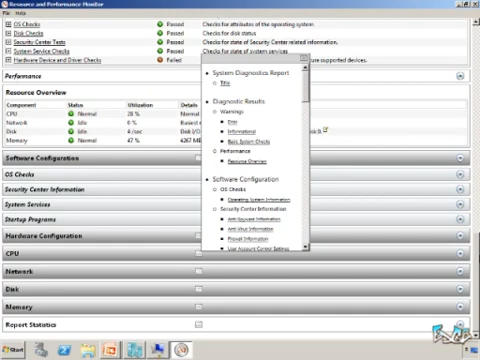 Resource and Performance Monitor
File Help
OS Checks Passed Checks for attributes of the operating system
Disk Checks Passed Checks for disk status
Security Center Tests Passed Checks for state of Security Center related information.
System Service Checks Passed Checks for state of system services
Hardware Device and Driver Checks Failed supported devices.
Performance
Resource Overview
Component Status Utilization Details
CPU Normal 28 %
Network Idle 0 % Busiest
Disk Idle 4 /sec Disk I/O
Memory Normal 47 % 4267 M
System Diagnostics Report
Title
Diagnostic Results
Warnings
Error
Informational
Basic System Checks
Performance
Resource Overview
Software Configuration
OS Checks
Operating System Information
Security Center Information
Anti-Spyware Information
Anti-Virus Information
Firewall Information
User Account Control Settings
Software Configuration
OS Checks
Security Center Information
System Services
Startup Programs
Hardware Configuration
CPU
Network
Disk
Memory
Report Statistics
Start